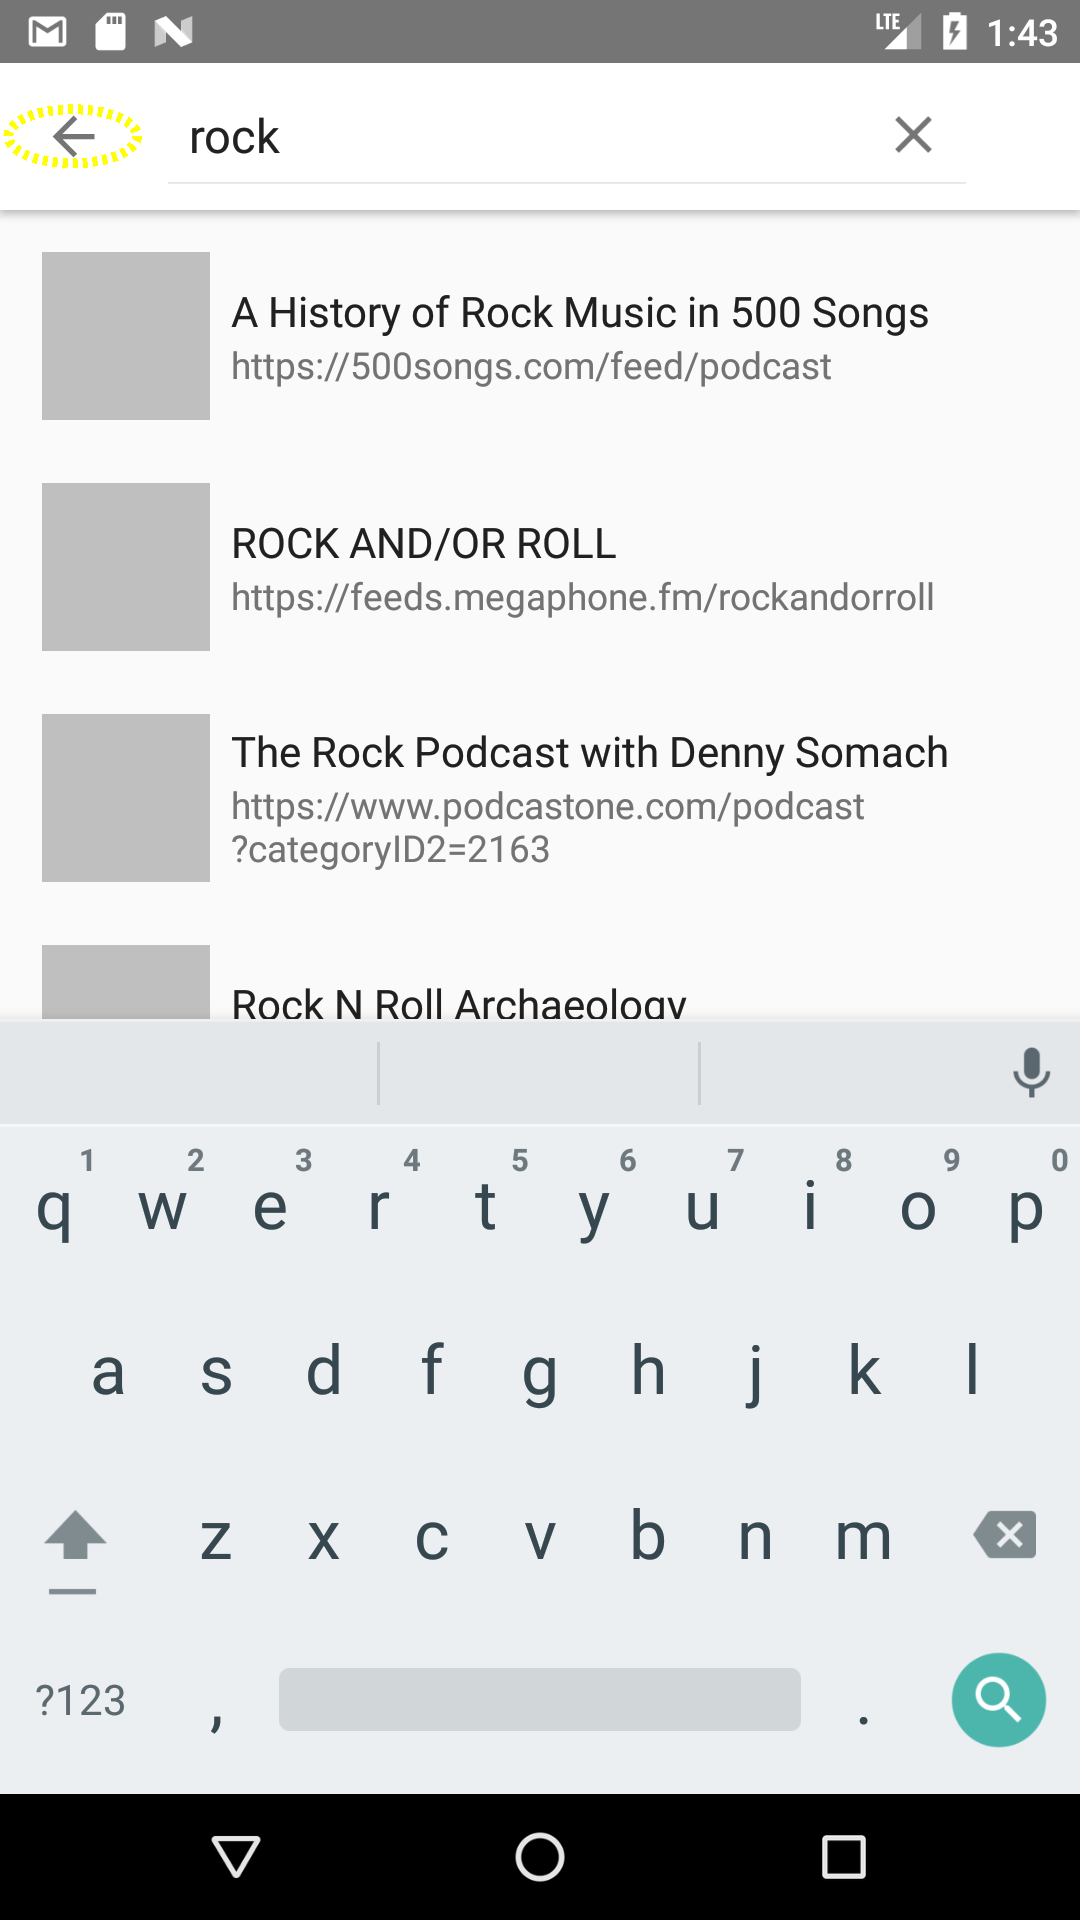 LTE 1:43
rock
A History of Rock Music in 500 Songs
https://500songs.com/feed/podcast
ROCK AND/OR ROLL
https://feeds.megaphone.fm/rockandorroll
The Rock Podcast with Denny Somach
https://www.podcastone.com/podcast
?categoryID2=2163
Rock N Roll Archaeology
1 2 3 4 5 6 7 8 9 0
q w e r t y u i o p
a s d f g h j k l
z x c v b n m
?123 , .